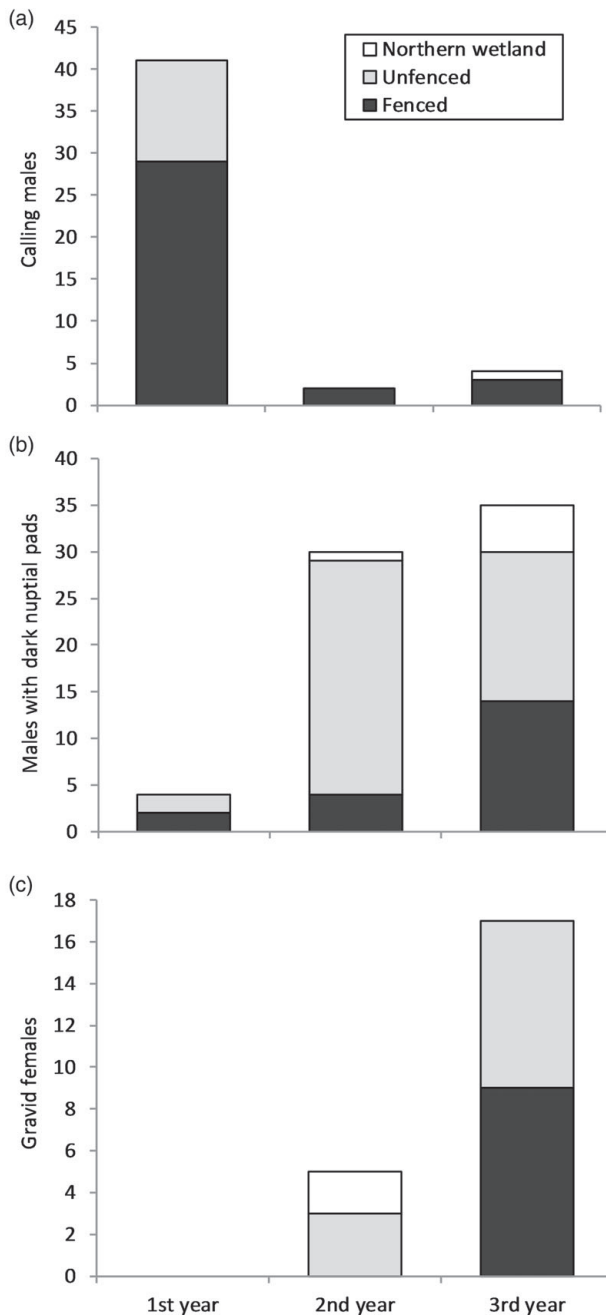 (a)
45
40
35
30
25
20
15
10
5
0
Calling males
Northern wetland
Unfenced
Fenced
(b)
40
35
30
25
20
15
10
5
0
Males with dark nuptial pads
(c)
18
16
14
12
10
8
6
4
2
0
Gravid females
1st year 2nd year 3rd year